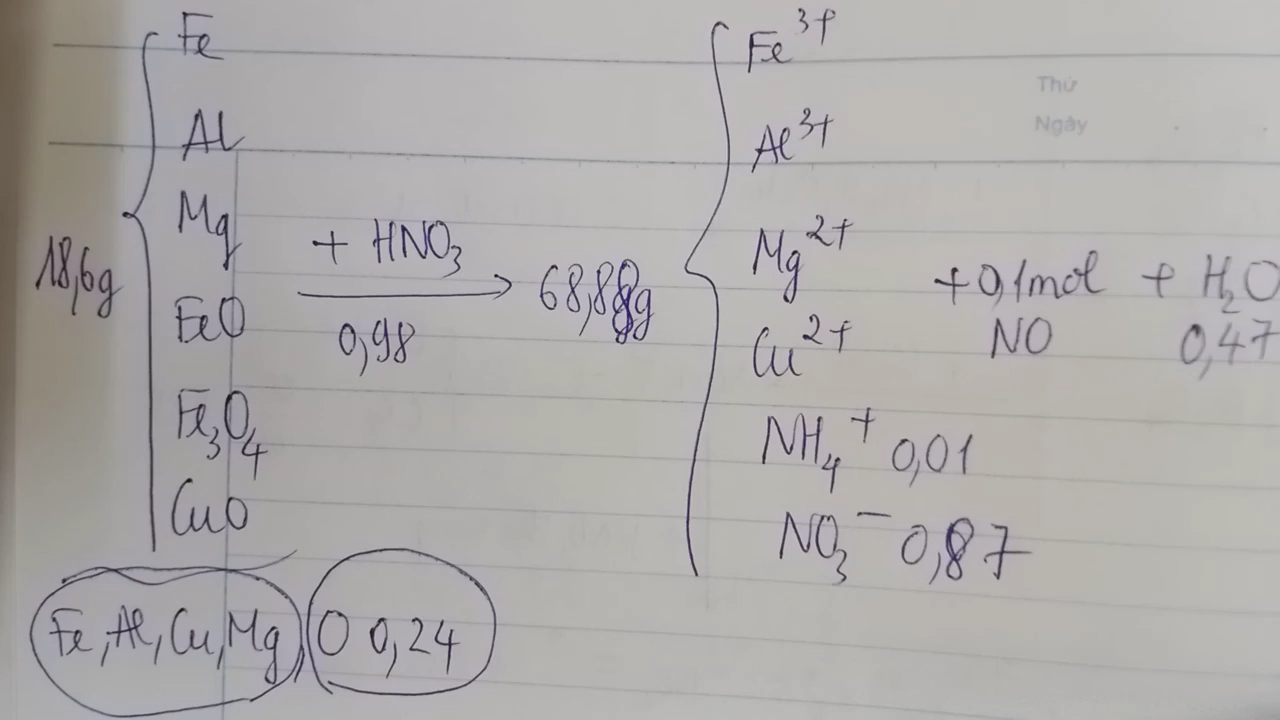 Fe
Al
Mg
FeO
Fe₃O₄
CuO
18,6g
+ HNO₃
0,98
68,88g
Fe³⁺
Al³⁺
Mg²⁺
Cu²⁺
NH₄⁺ 0,01
NO₃⁻ 0,87
+0,1mol + H₂O
NO 0,47
Thứ
Ngày
Fe, Al, Cu, Mg, O 0,24